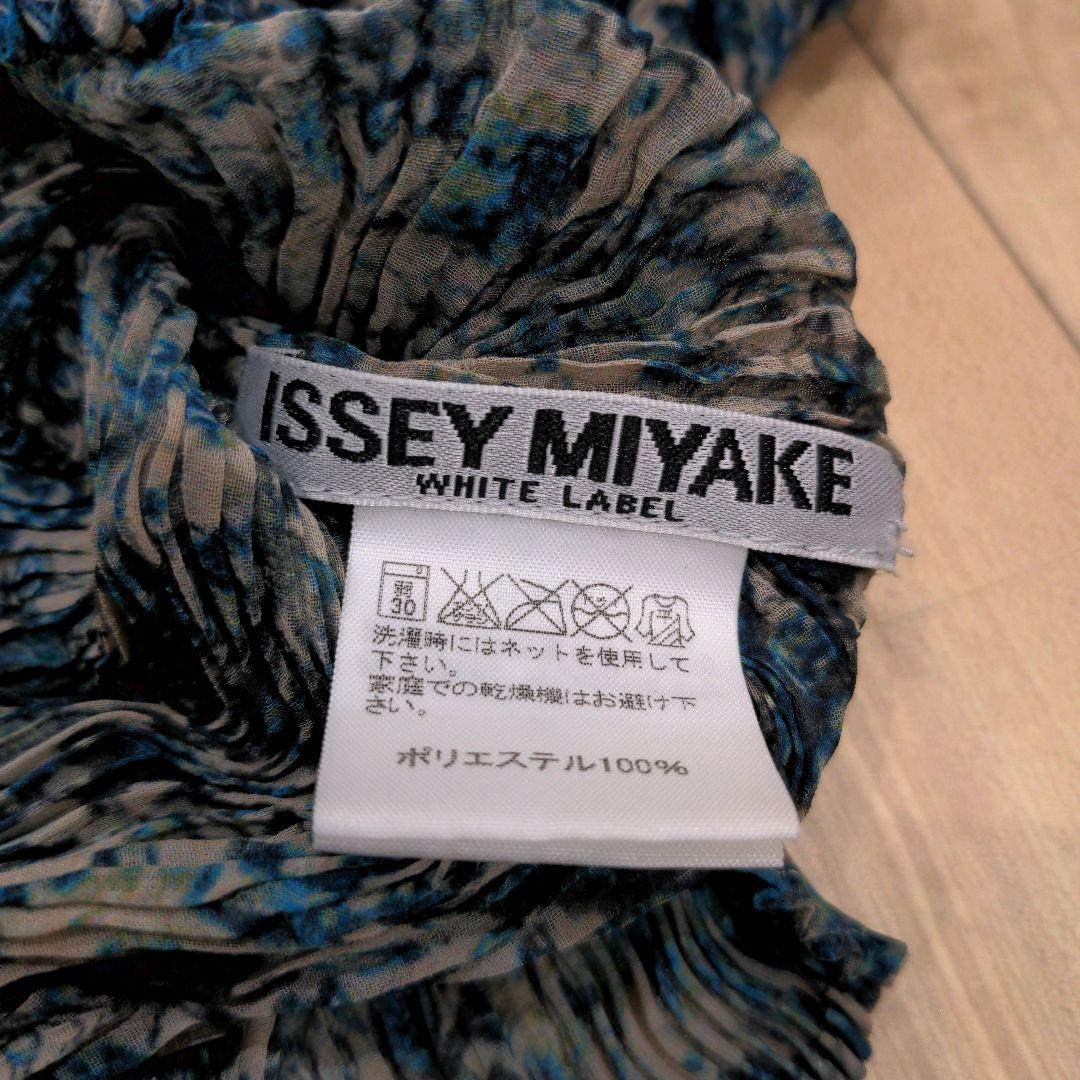 ISSEY MIYAKE
WHITE LABEL
弱
30
洗濯時にはネットを使用して
下さい。
家庭での乾燥機はお避け下
さい。
ポリエステル100%